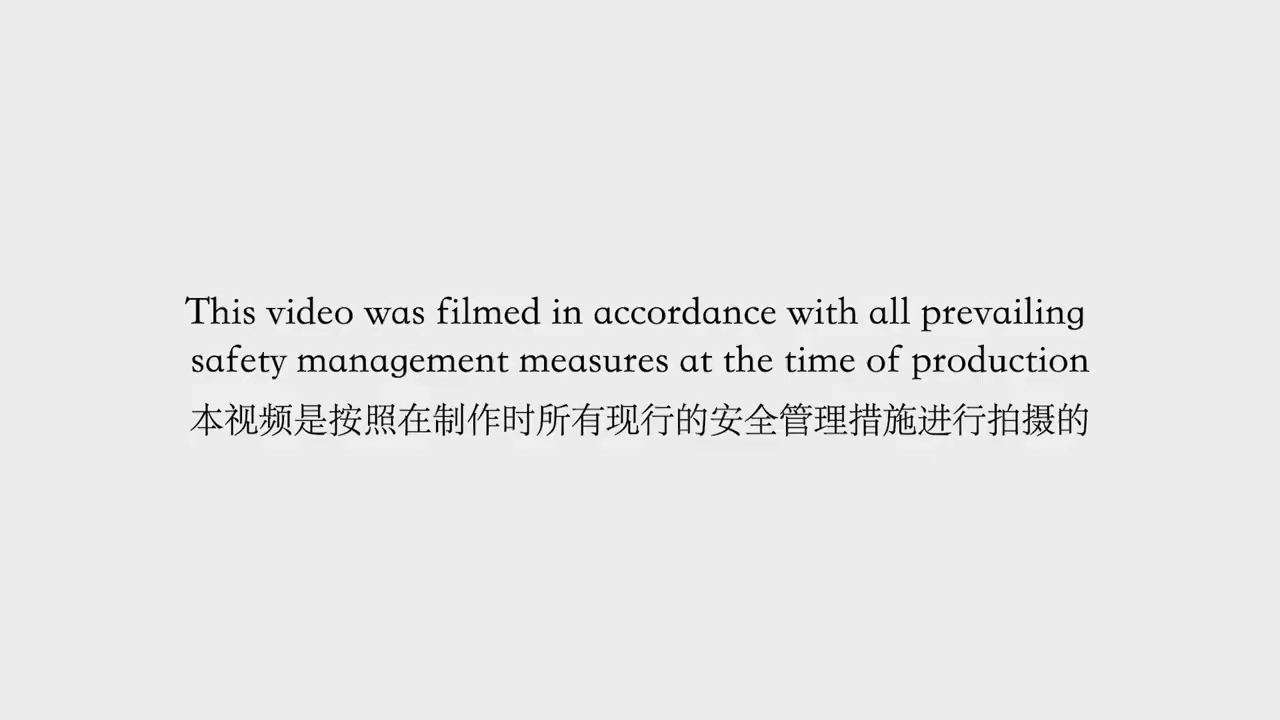 This video was filmed in accordance with all prevailing
safety management measures at the time of production
本视频是按照在制作时所有现行的安全管理措施进行拍摄的